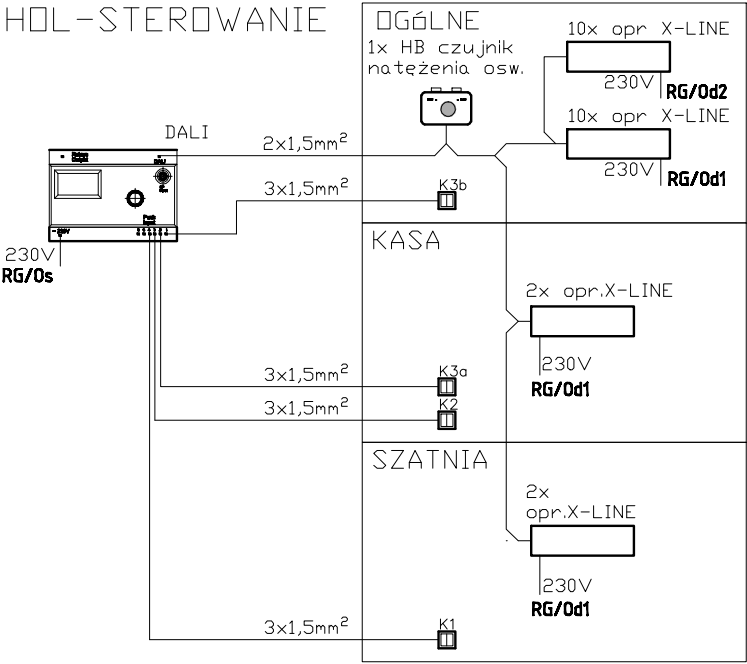 HOL-STEROWANIE
OGÓLNE
1x HB czujnik
natężenia osw.
10x opr X-LINE
230V
RG/Od2
10x opr X-LINE
230V
RG/Od1
DALI
2x1,5mm²
3x1,5mm²
K3b
DALI
230V
230V
RG/Os
KASA
2x opr.X-LINE
230V
RG/Od1
3x1,5mm²
K3a
3x1,5mm²
K2
SZATNIA
2x
opr.X-LINE
230V
RG/Od1
3x1,5mm²
K1